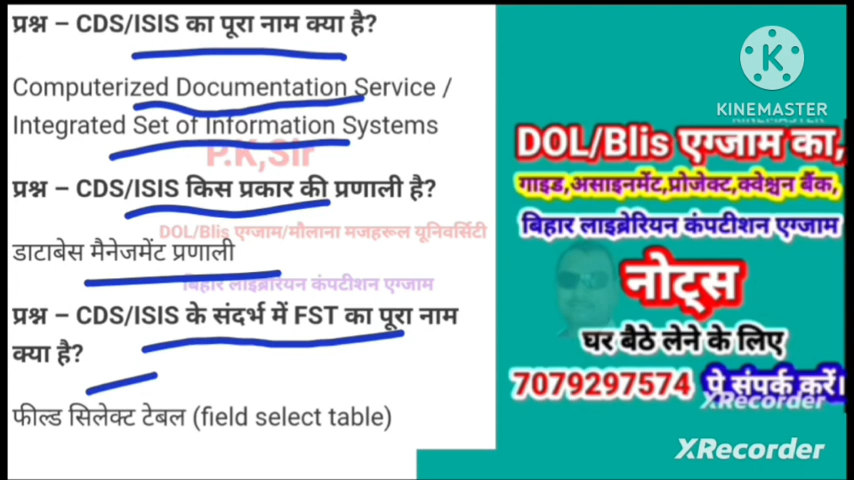 प्रश्न – CDS/ISIS का पूरा नाम क्या है?
Computerized Documentation Service /
Integrated Set of Information Systems
P.K,Sir
प्रश्न – CDS/ISIS किस प्रकार की प्रणाली है?
DOL/Blis एग्जाम/मौलाना मजहरूल यूनिवर्सिटी
डाटाबेस मैनेजमेंट प्रणाली
बिहार लाइब्रेरियन कंपटीशन एग्जाम
प्रश्न – CDS/ISIS के संदर्भ में FST का पूरा नाम
क्या है?
फील्ड सिलेक्ट टेबल (field select table)
KINEMASTER
DOL/Blis एग्जाम का,
गाइड,असाइनमेंट,प्रोजेक्ट,क्वेश्चन बैंक,
बिहार लाइब्रेरियन कंपटीशन एग्जाम
नोट्स
घर बैठे लेने के लिए
7079297574 पे संपर्क करें।
XRecorder
XRecorder